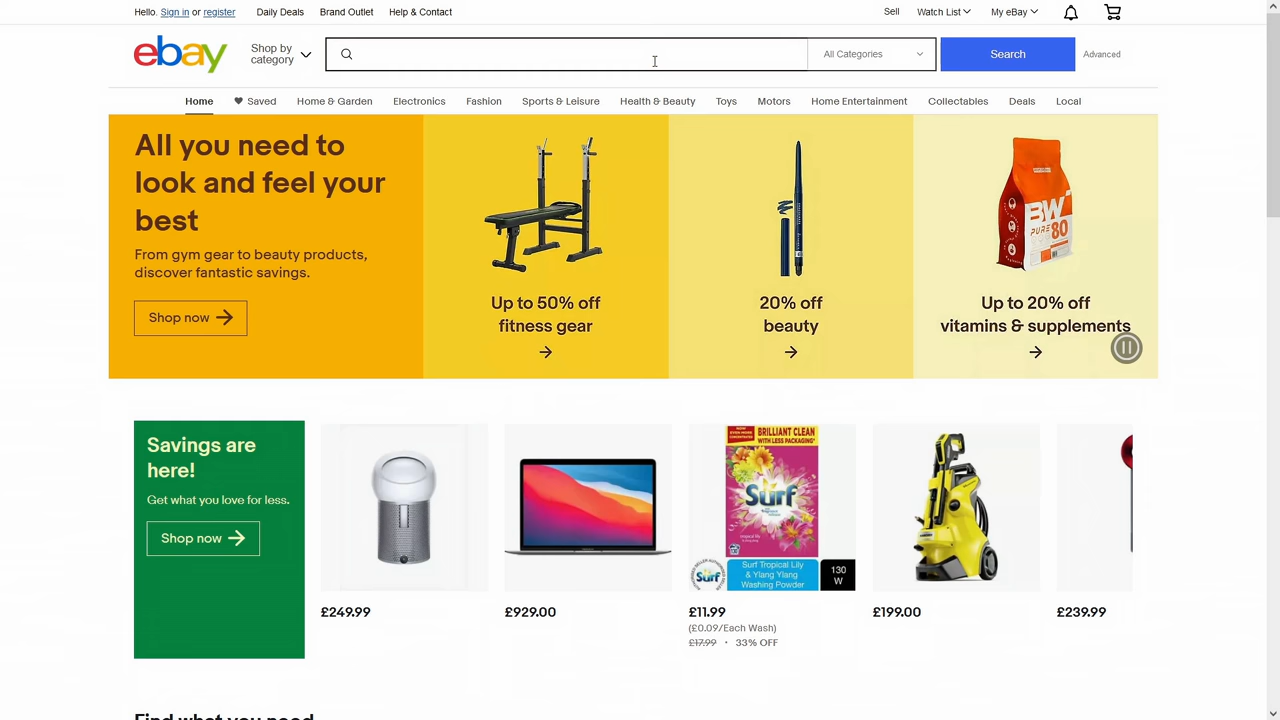 Hello. Sign in or register
Daily Deals
Brand Outlet
Help & Contact
Sell
Watch List
My eBay
ebay
Shop by
category
All Categories
Search
Advanced
Home
Saved
Home & Garden
Electronics
Fashion
Sports & Leisure
Health & Beauty
Toys
Motors
Home Entertainment
Collectables
Deals
Local
All you need to
look and feel your
best
From gym gear to beauty products,
discover fantastic savings.
Shop now
Up to 50% off
fitness gear
20% off
beauty
BW
PURE 80
Up to 20% off
vitamins & supplements
Savings are
here!
Get what you love for less.
Shop now
£249.99
£929.00
BRILLIANT CLEAN
WITH LESS PACKAGING*
Surf
tropical lily
Surf
Surf Tropical Lily
& Ylang Ylang
Washing Powder
130
W
£11.99
(£0.09/Each Wash)
£17.99 · 33% OFF
£199.00
£239.99
Find what you need